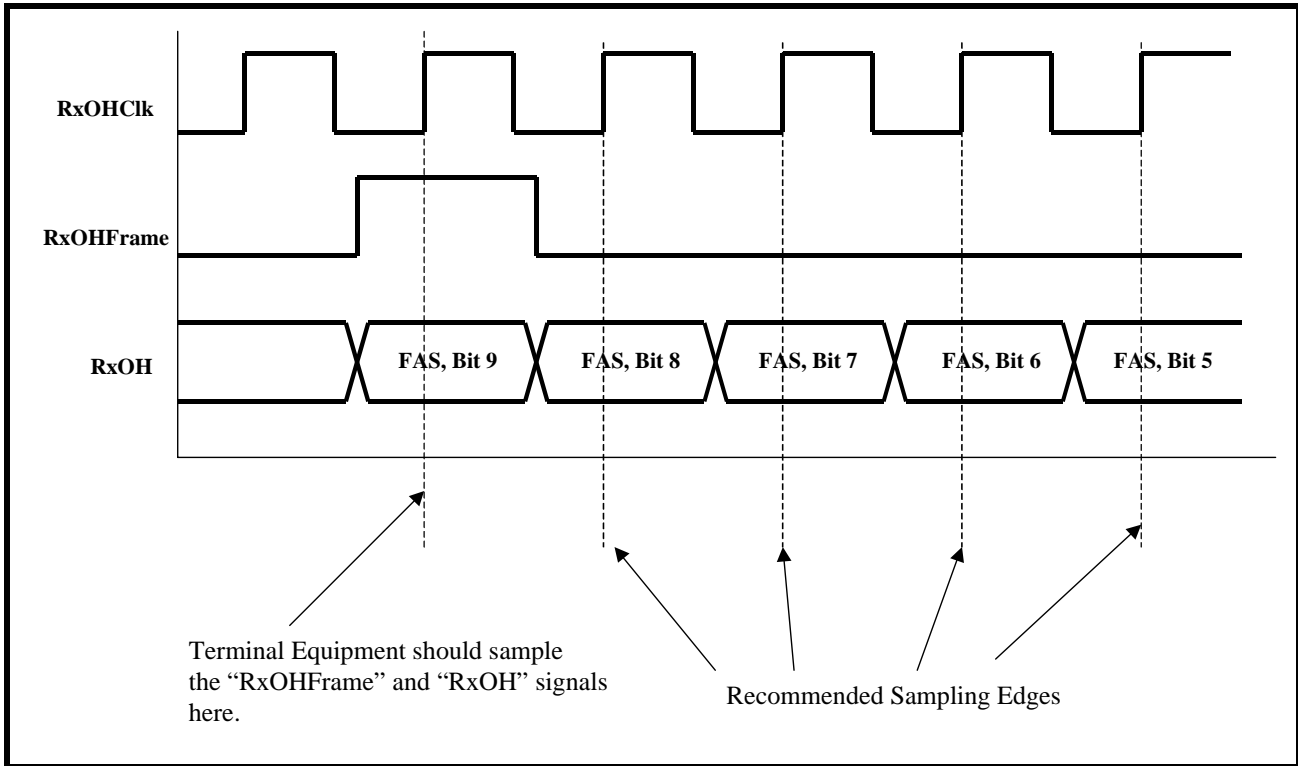 RxOHClk
RxOHFrame
RxOH
FAS, Bit 9
FAS, Bit 8
FAS, Bit 7
FAS, Bit 6
FAS, Bit 5
Terminal Equipment should sample
the “RxOHFrame” and “RxOH” signals
here.
Recommended Sampling Edges